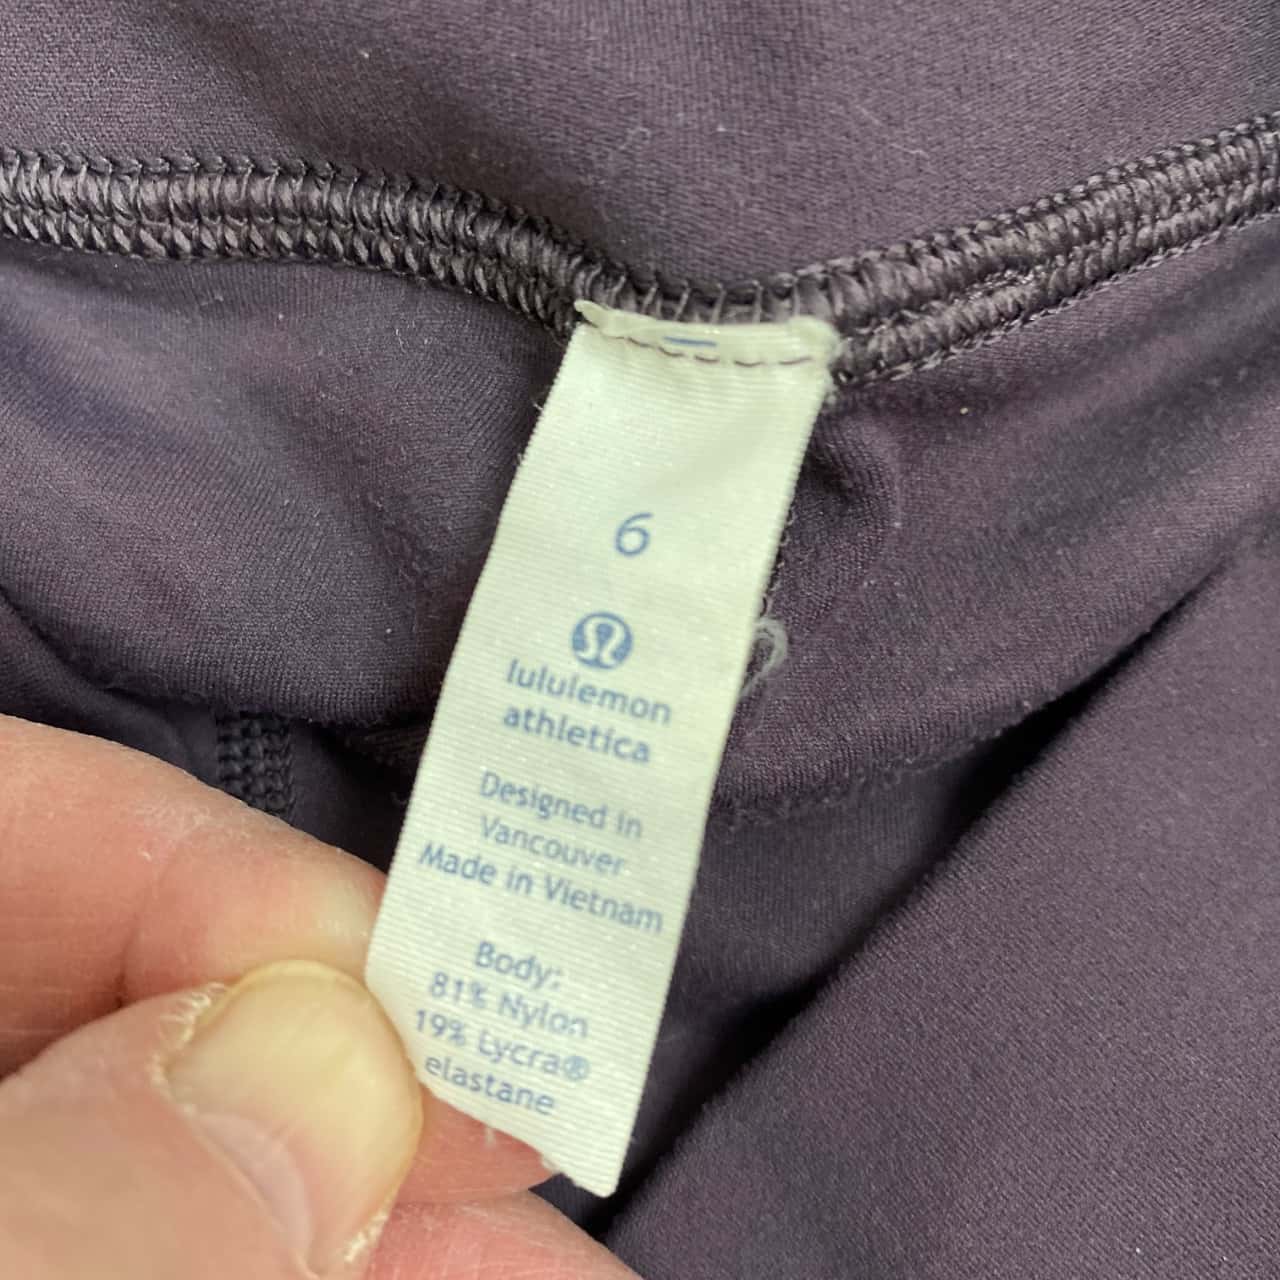 6
lululemon
athletica
Designed in
Vancouver
Made in Vietnam
Body:
81% Nylon
19% Lycra®
elastane